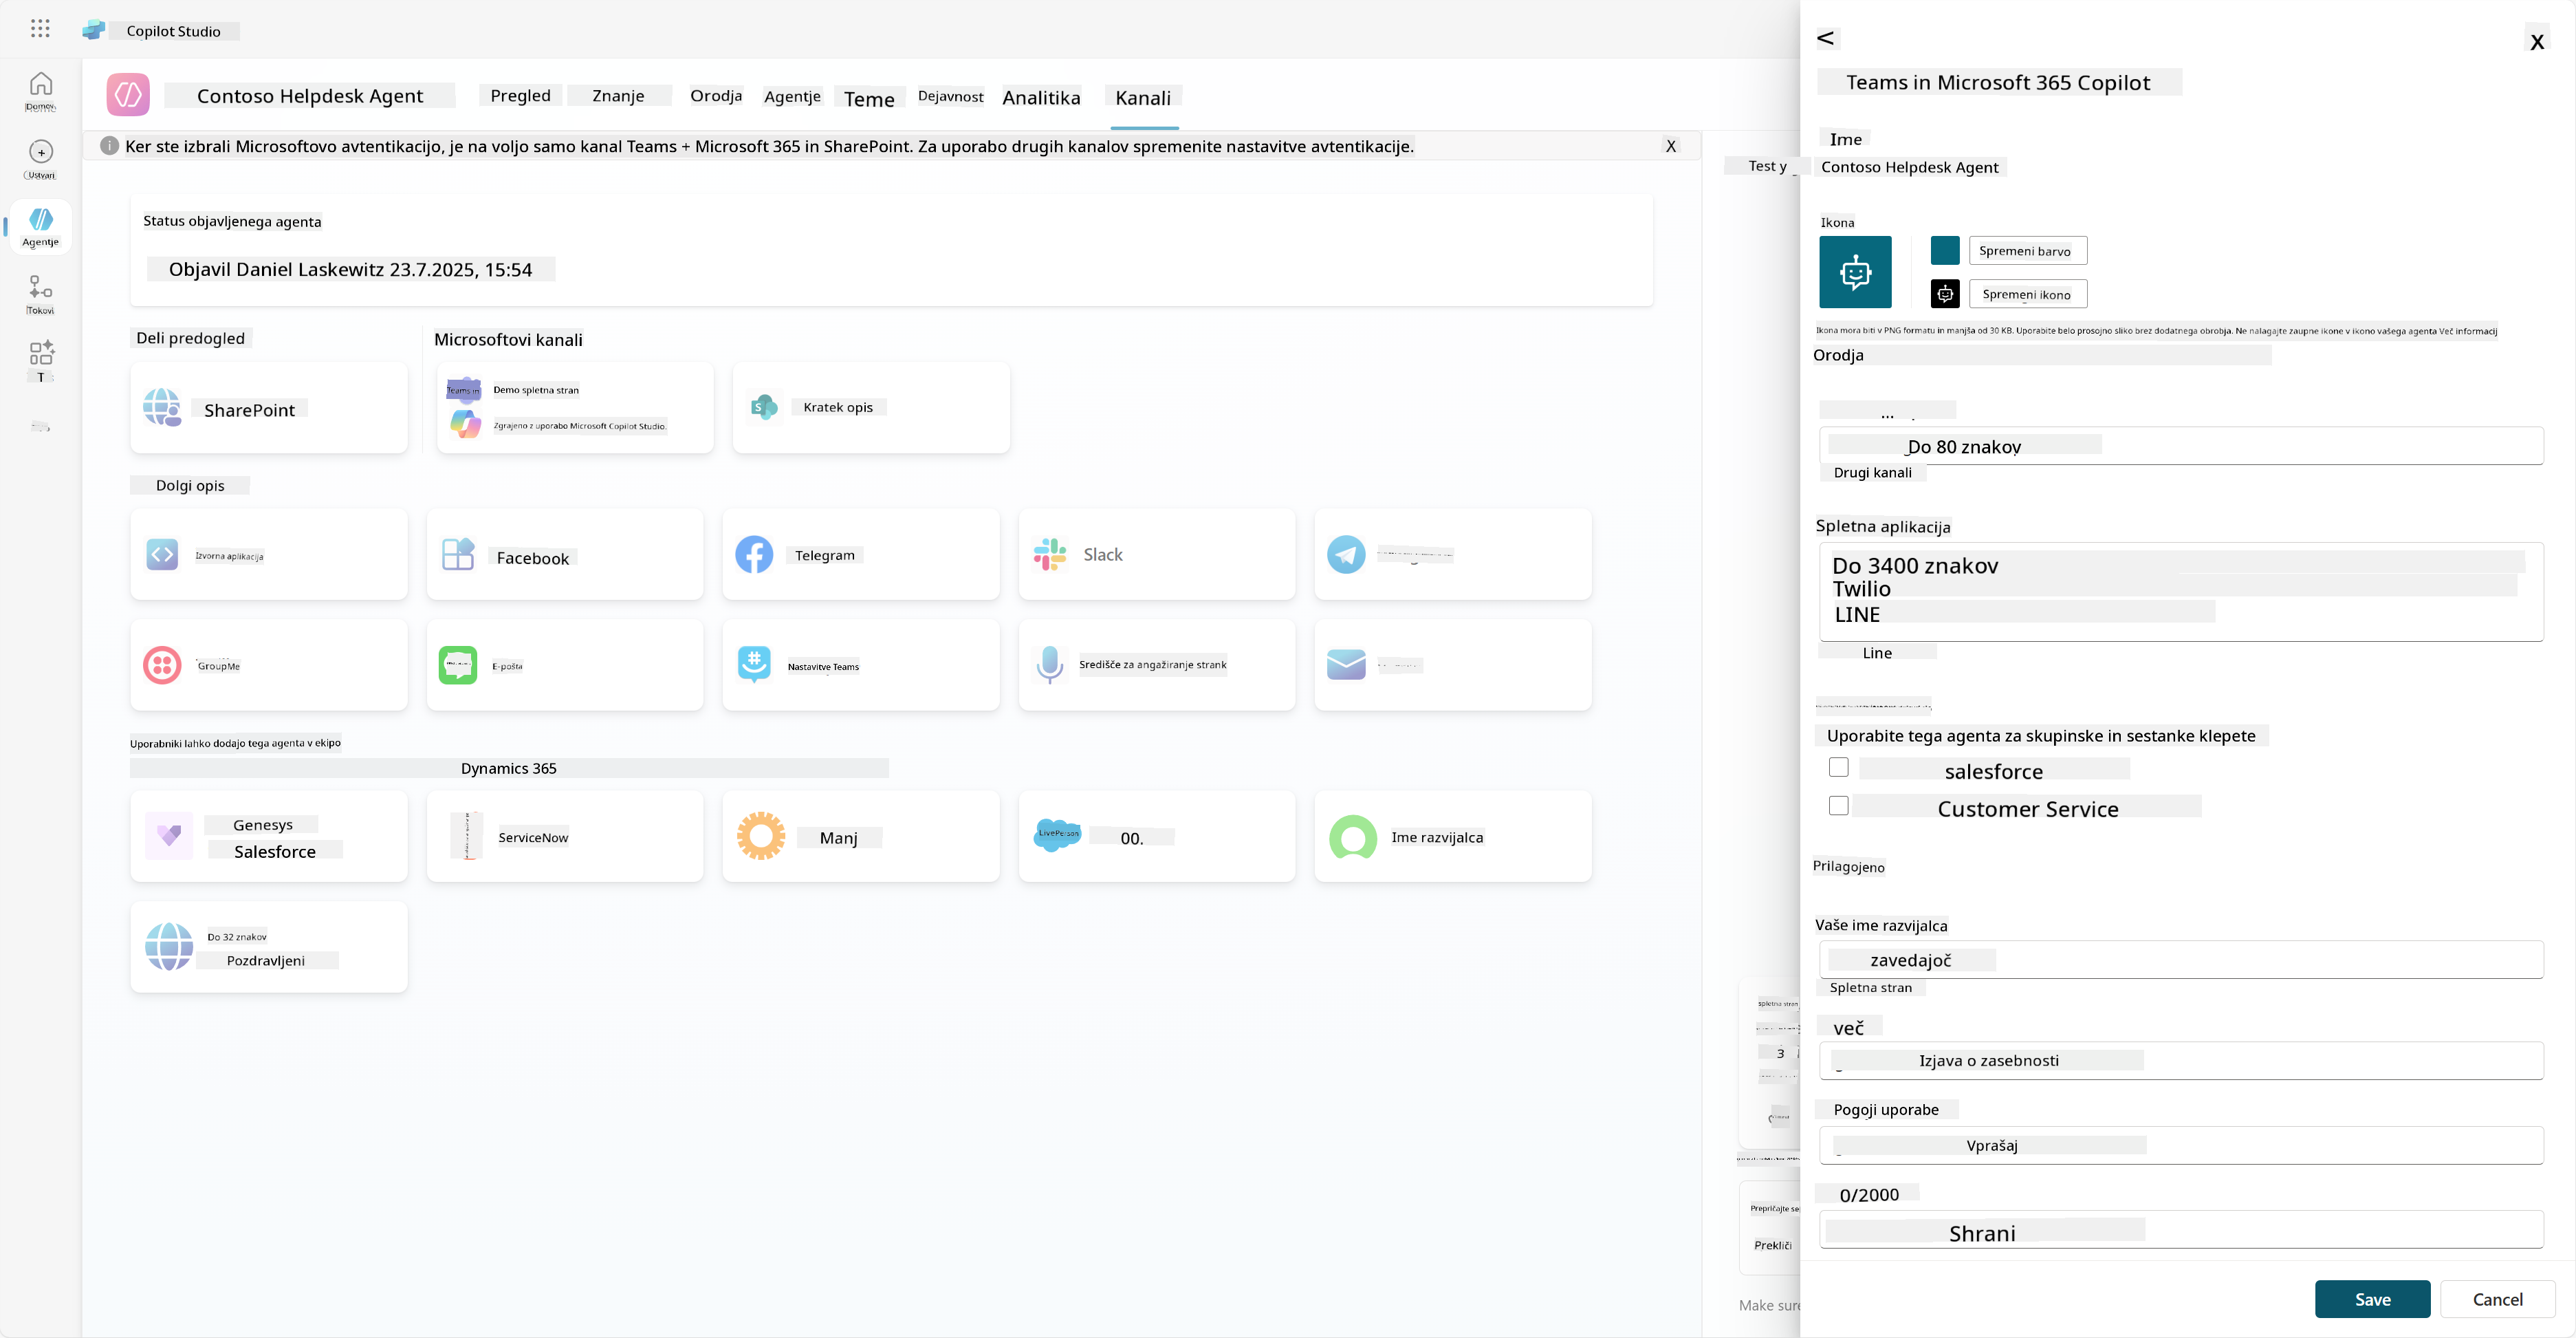 Copilot Studio
Domov
Ustvari
Agentje
Tokovi
T
Contoso Helpdesk Agent
Pregled
Znanje
Orodja
Agentje
Teme
Dejavnost
Analitika
Kanali
Ker ste izbrali Microsoftovo avtentikacijo, je na voljo samo kanal Teams + Microsoft 365 in SharePoint. Za uporabo drugih kanalov spremenite nastavitve avtentikacije.
X
Status objavljenega agenta
Objavil Daniel Laskewitz 23.7.2025, 15:54
Deli predogled
Microsoftovi kanali
SharePoint
Teams in
Demo spletna stran
Zgrajeno z uporabo Microsoft Copilot Studio.
Kratek opis
Dolgi opis
Izvorna aplikacija
Facebook
Telegram
Slack
GroupMe
E-pošta
Nastavitve Teams
Središče za angažiranje strank
Uporabniki lahko dodajo tega agenta v ekipo
Dynamics 365
Genesys
Salesforce
ServiceNow
Manj
LivePerson
00.
Ime razvijalca
Do 32 znakov
Pozdravljeni
Test y
spletna stran
3
Prepričajte se
Prekliči
Make sure
<
X
Teams in Microsoft 365 Copilot
Ime
Contoso Helpdesk Agent
Ikona
Spremeni barvo
Spremeni ikono
Ikona mora biti v PNG formatu in manjša od 30 KB. Uporabite belo prosojno sliko brez dodatnega obrobja. Ne nalagajte zaupne ikone v ikono vašega agenta Več informacij
Orodja
...
Do 80 znakov
Drugi kanali
Spletna aplikacija
Do 3400 znakov
Twilio
LINE
Line
Uporabite tega agenta za skupinske in sestanke klepete
salesforce
Customer Service
Prilagojeno
Vaše ime razvijalca
zavedajoč
Spletna stran
več
Izjava o zasebnosti
Pogoji uporabe
Vprašaj
0/2000
Shrani
Save
Cancel